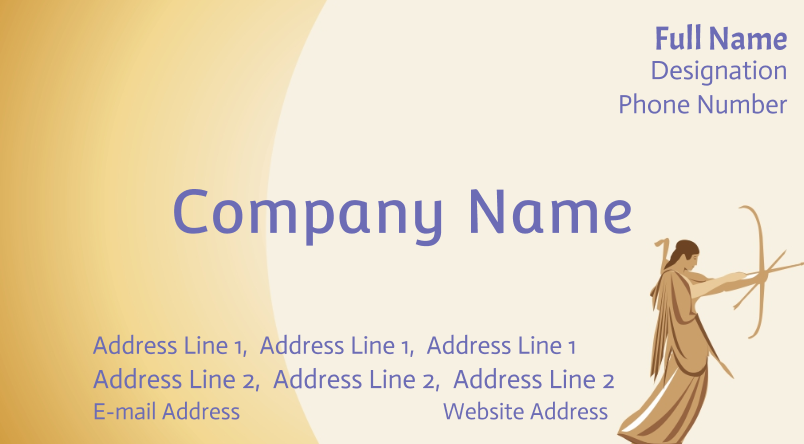 Full Name
Designation
Phone Number
Company Name
Address Line 1,  Address Line 1,  Address Line 1
Address Line 2,  Address Line 2,  Address Line 2
E-mail Address Website Address